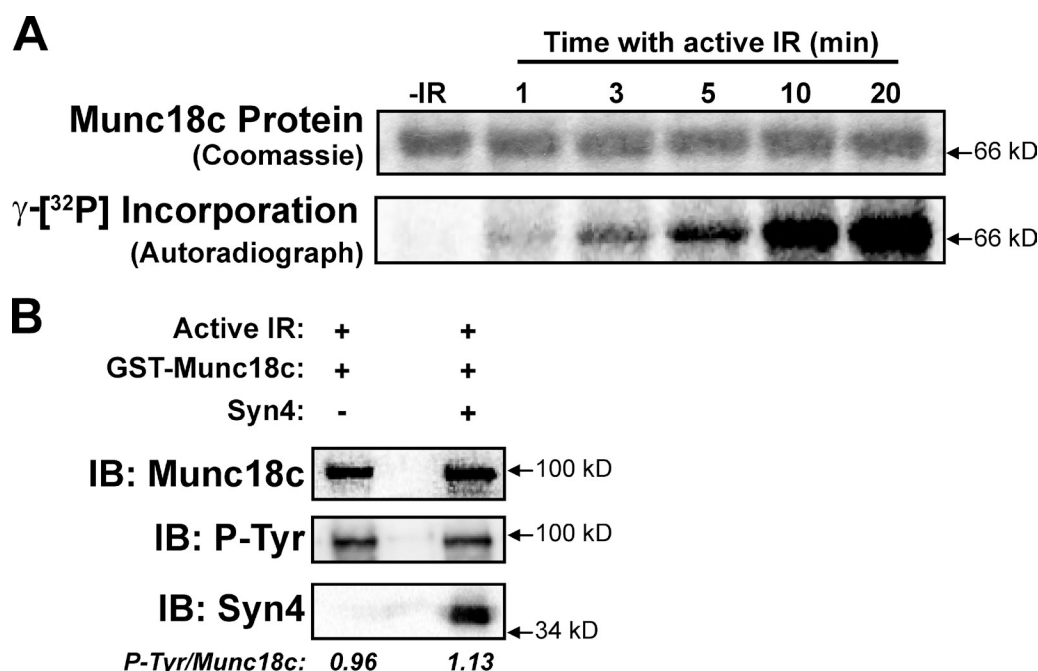 A
Time with active IR (min)
-IR 1 3 5 10 20
Munc18c Protein
(Coomassie)
←66 kD
γ-[³²P] Incorporation
(Autoradiograph)
←66 kD
B
Active IR: + +
GST-Munc18c: + +
Syn4: - +
IB: Munc18c ←100 kD
IB: P-Tyr ←100 kD
IB: Syn4
←34 kD
P-Tyr/Munc18c: 0.96 1.13